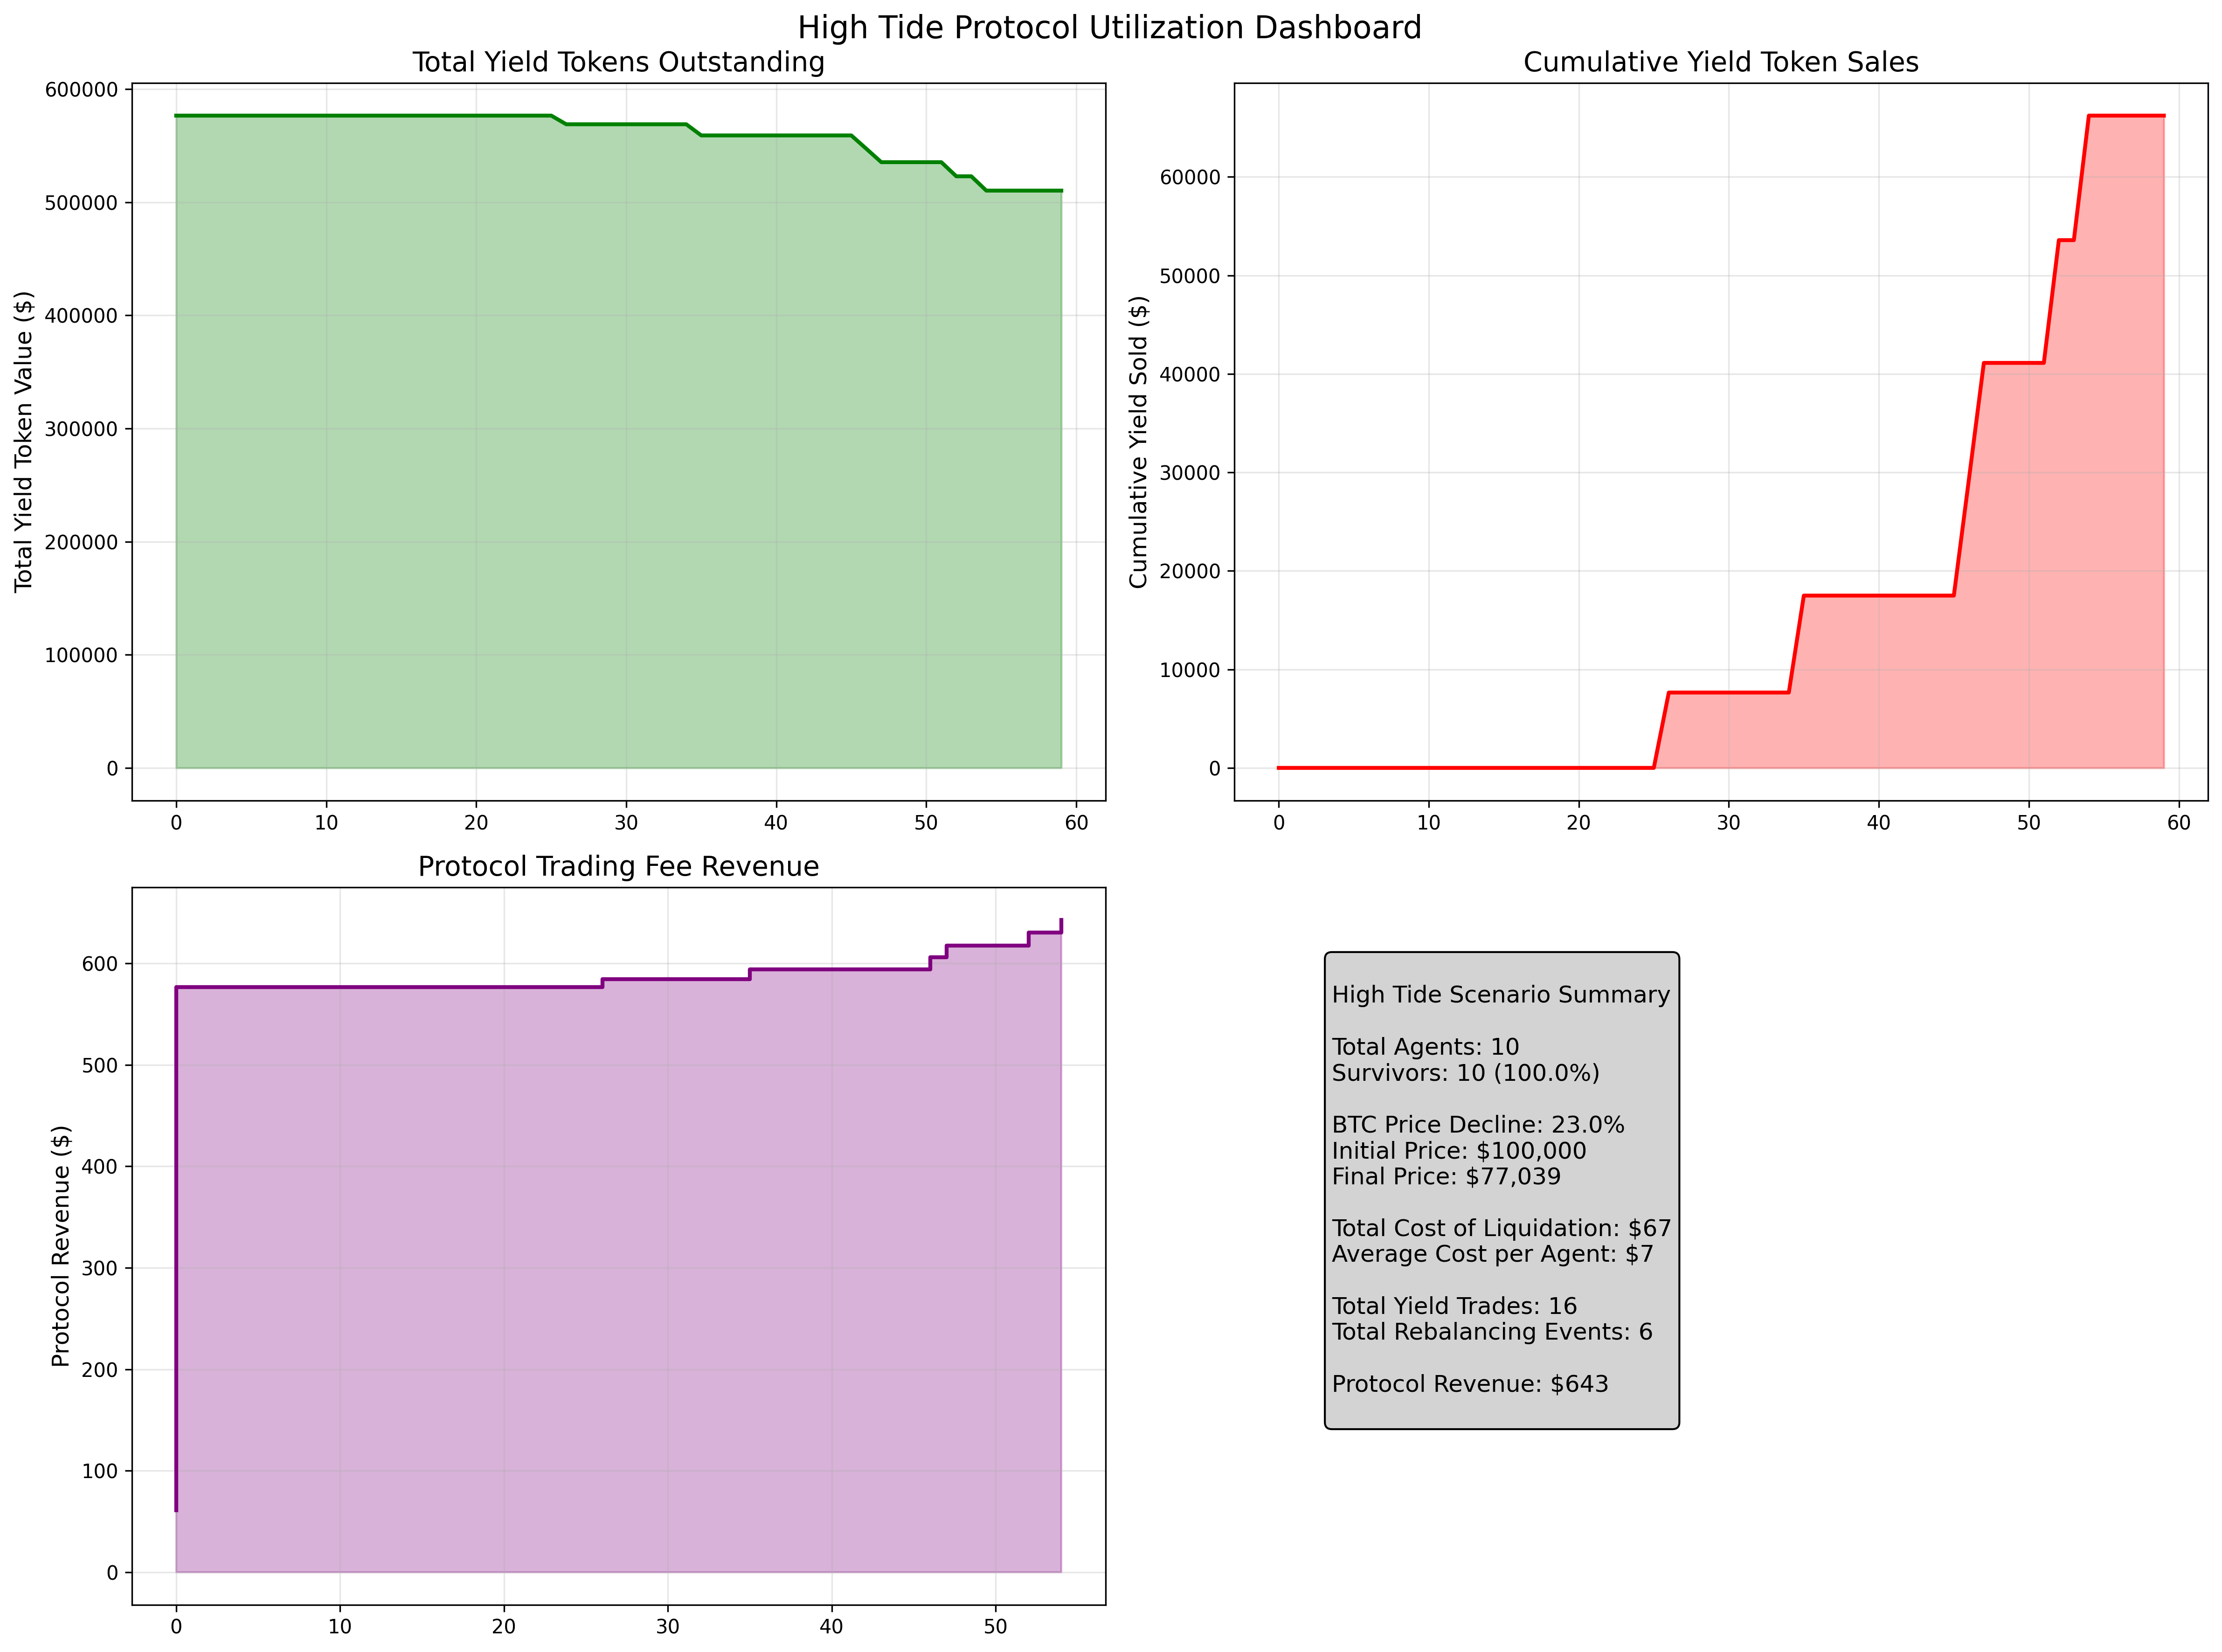 High Tide Protocol Utilization Dashboard
Total Yield Tokens Outstanding
Total Yield Token Value ($)
600000
500000
400000
300000
200000
100000
0
0 10 20 30 40 50 60
Cumulative Yield Token Sales
Cumulative Yield Sold ($)
60000
50000
40000
30000
20000
10000
0
0 10 20 30 40 50 60
Protocol Trading Fee Revenue
Protocol Revenue ($)
600
500
400
300
200
100
0
0 10 20 30 40 50
High Tide Scenario Summary
Total Agents: 10
Survivors: 10 (100.0%)
BTC Price Decline: 23.0%
Initial Price: $100,000
Final Price: $77,039
Total Cost of Liquidation: $67
Average Cost per Agent: $7
Total Yield Trades: 16
Total Rebalancing Events: 6
Protocol Revenue: $643